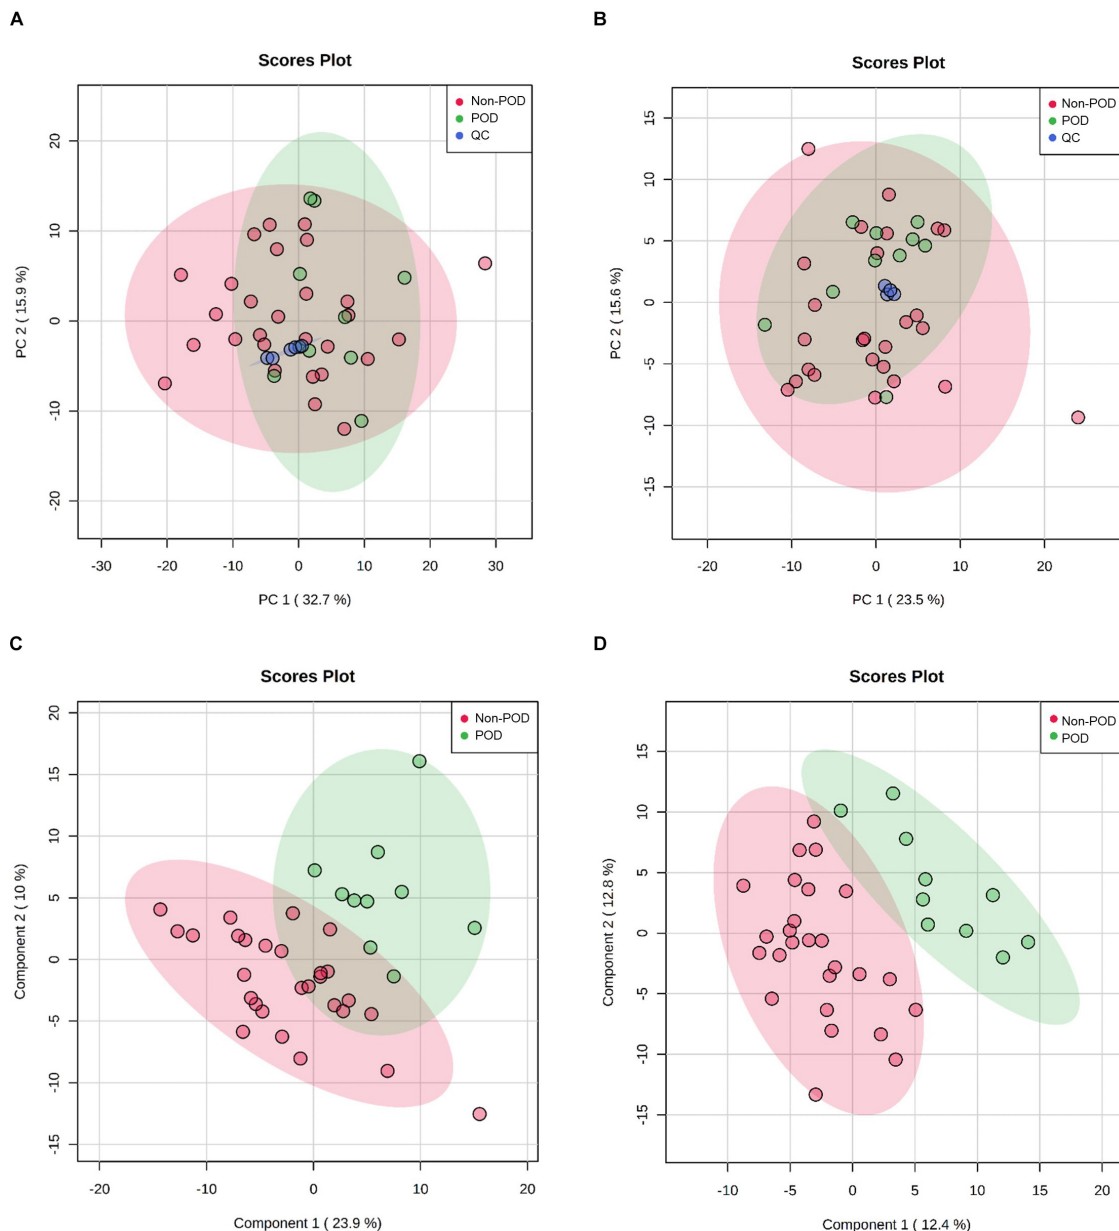 A
Scores Plot
Non-POD
POD
QC
20
10
0
-10
-20
PC 2 ( 15.9 %)
-30 -20 -10 0 10 20 30
PC 1 ( 32.7 %)
B
Scores Plot
Non-POD
POD
QC
15
10
5
0
-5
-10
-15
PC 2 ( 15.6 %)
-20 -10 0 10 20
PC 1 ( 23.5 %)
C
Scores Plot
Non-POD
POD
20
15
10
5
0
-5
-10
-15
Component 2 ( 10 %)
-20 -10 0 10 20
Component 1 ( 23.9 %)
D
Scores Plot
Non-POD
POD
15
10
5
0
-5
-10
-15
Component 2 ( 12.8 %)
-10 -5 0 5 10 15 20
Component 1 ( 12.4 %)